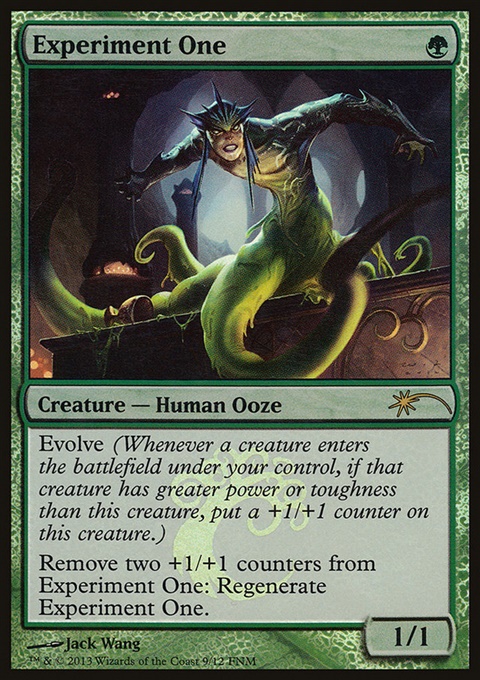 Experiment One
Creature — Human Ooze
Evolve (Whenever a creature enters
the battlefield under your control, if that
creature has greater power or toughness
than this creature, put a +1/+1 counter on
this creature.)
Remove two +1/+1 counters from
Experiment One: Regenerate
Experiment One.
1/1
Jack Wang
™ & © 2013 Wizards of the Coast 9/12 FNM